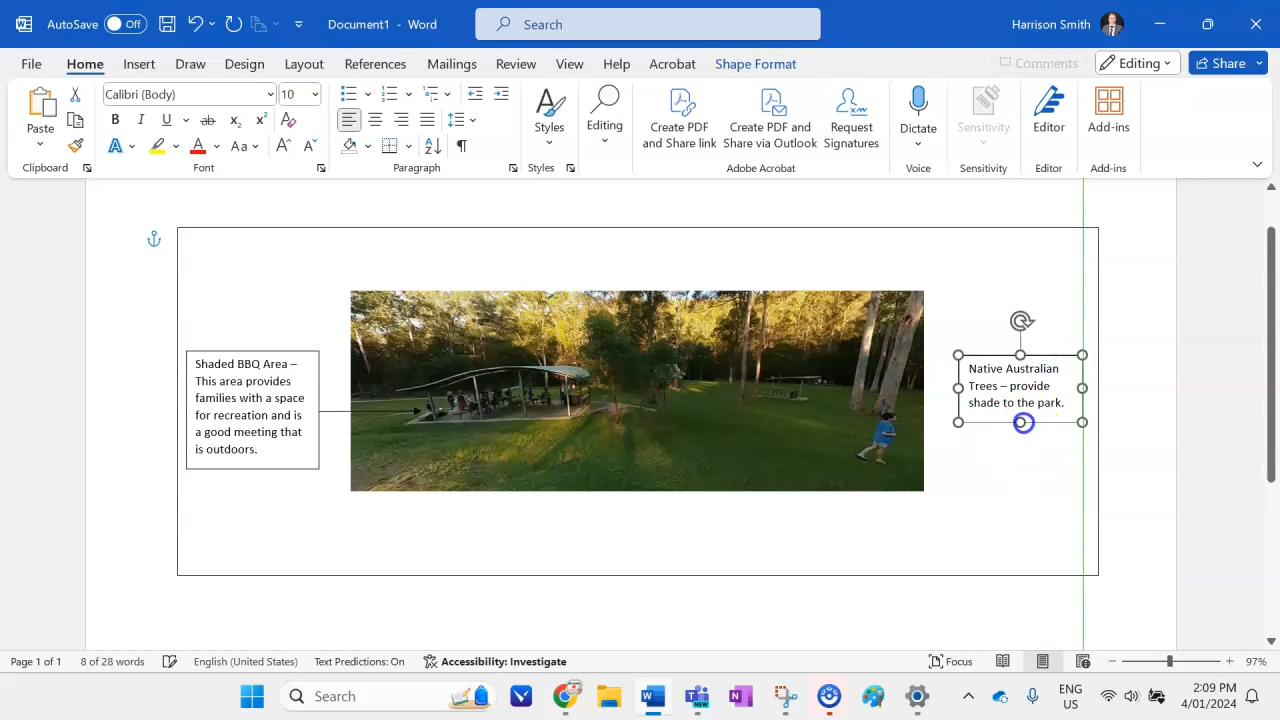 AutoSave Off Document1 - Word Search Harrison Smith
File Home Insert Draw Design Layout References Mailings Review View Help Acrobat Shape Format Comments Editing Share
Calibri (Body) 10
Paste Styles Editing Create PDF and Share link Create PDF and Share via Outlook Request Signatures Dictate Sensitivity Editor Add-ins
Clipboard Font Paragraph Styles Adobe Acrobat Voice Sensitivity Editor Add-ins
Shaded BBQ Area –
This area provides
families with a space
for recreation and is
a good meeting that
is outdoors.
Native Australian
Trees – provide
shade to the park.
Page 1 of 1 8 of 28 words English (United States) Text Predictions: On Accessibility: Investigate Focus 97%
Search NEW ENG US 2:09 PM 4/01/2024